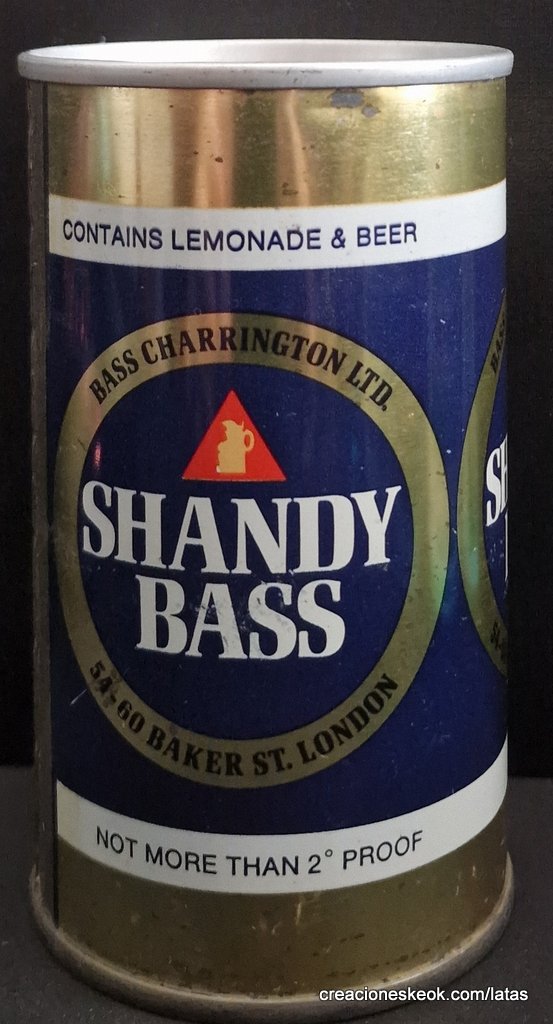 CONTAINS LEMONADE & BEER
BASS CHARRINGTON LTD.
SHANDY
BASS
54-60 BAKER ST. LONDON
NOT MORE THAN 2° PROOF
creacioneskeok.com/latas